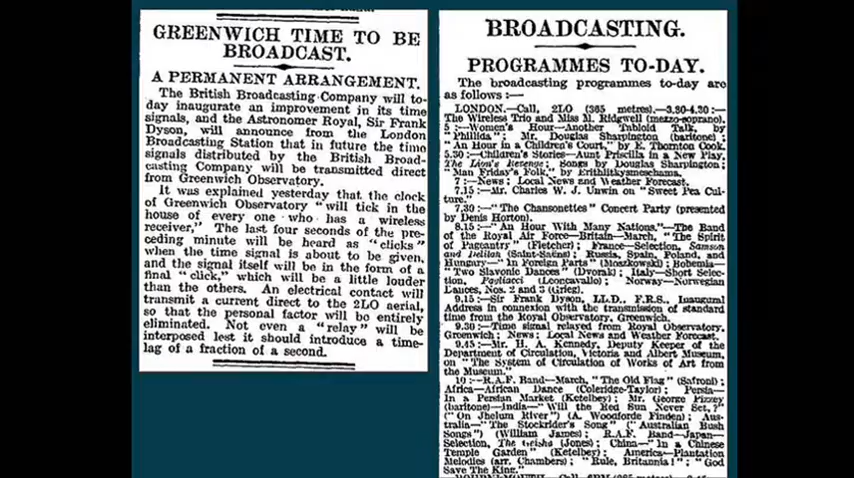 GREENWICH TIME TO BE
BROADCAST.
A PERMANENT ARRANGEMENT.
The British Broadcasting Company will to-
day inaugurate an improvement in its time
signals, and the Astronomer Royal, Sir Frank
Dyson, will announce from the London
Broadcasting Station that in future the time
signals distributed by the British Broad-
casting Company will be transmitted direct
from Greenwich Observatory.
It was explained yesterday that the clock
of Greenwich Observatory "will tick in the
house of every one who has a wireless
receiver," The last four seconds of the pre-
ceding minute will be heard as "clicks"
when the time signal is about to be given,
and the signal itself will be in the form of a
final "click," which will be a little louder
than the others. An electrical contact will
transmit a current direct to the 2LO aerial,
so that the personal factor will be entirely
eliminated. Not even a "relay" will be
interposed lest it should introduce a time-
lag of a fraction of a second.
BROADCASTING.
PROGRAMMES TO-DAY.
The broadcasting programmes to-day are
as follows :—
LONDON.—Call, 2LO (365 metres).—3.30-4.30:—
The Wireless Trio and Miss M. Ridgwell (mezzo-soprano).
5 :—Women's Hour—Another Tabloid Talk, by
"Phillida"; Mr. Douglas Sharpington (baritone);
"An Hour in a Children's Court," by E. Thornton Cook.
5.30 :—Children's Stories—Aunt Priscilla in a New Play,
The Lion's Revenge; Songs by Douglas Sharpington;
"Man Friday's Folk," by
7 :—News; Local News and Weather Forecast.
7.15 :—Mr. Charles W. J. Unwin on "Sweet Pea Cul-
ture."
7.30 :—"The Chansonettes" Concert Party (presented
by Denis Horton).
8.15 :—"An Hour With Many Nations."—The Band
of the Royal Air Force—Britain—March, "The Spirit
of Pageantry" (Fletcher); France—Selection, Samson
and Delilah (Saint-Saëns); Russia, Spain, Poland, and
Hungary—"In Foreign Parts" (Moszkowski); Bohemia—
"Two Slavonic Dances" (Dvorak); Italy—Short Selec-
tion, Pagliacci (Leoncavallo); Norway—Norwegian
Dances, Nos. 2 and 3 (Grieg).
9.15 :—Sir Frank Dyson, LL.D., F.R.S., Inaugural
Address in connexion with the transmission of standard
time from the Royal Observatory, Greenwich.
9.30 :—Time signal relayed from Royal Observatory,
Greenwich; News; Local News and Weather Forecast.
9.45 :—Mr. H. A. Kennedy, Deputy Keeper of the
Department of Circulation, Victoria and Albert Museum,
on "The System of Circulation of Works of Art from
the Museum."
10 :—R.A.F. Band—March, "The Old Flag" (Safroni);
Africa—African Dance (Coleridge-Taylor); Persia—
In a Persian Market (Ketelbey); Mr. George Pizzey
(baritone)—India—"Will the Red Sun Never Set,?"
("On Jhelum River") (A. Woodforde Finden); Aus-
tralia—"The Stockrider's Song" ("Australian Bush
Songs") (William James); R.A.F. Band—Japan—
Selection, The Geisha (Jones); China—"In a Chinese
Temple Garden" (Ketelbey); America—Plantation
Melodies (arr. Chambers); "Rule, Britannia!"; "God
Save The King."